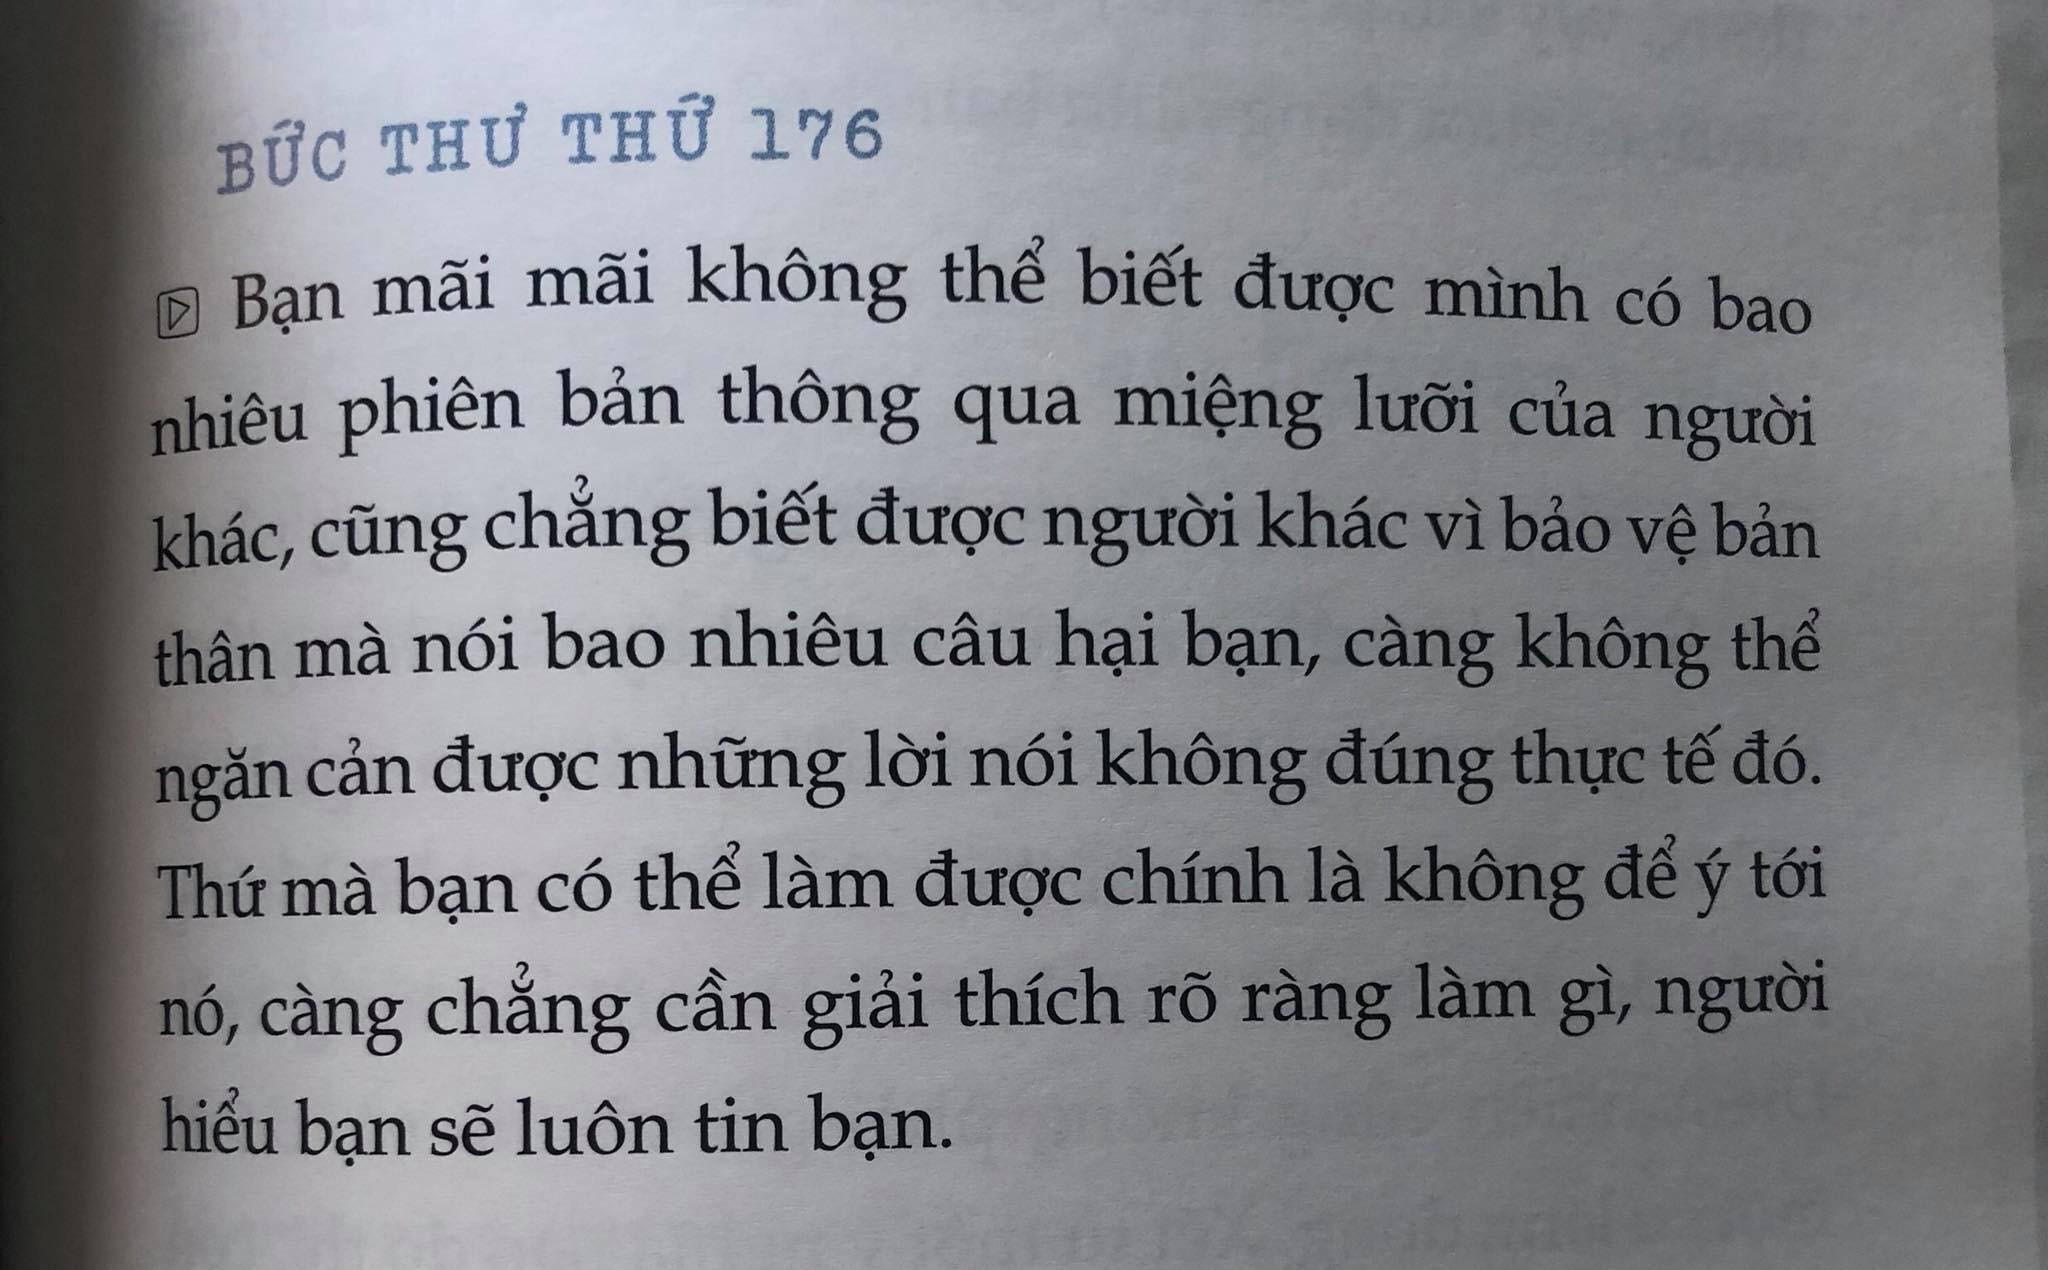 BỨC THƯ THỨ 176
Bạn mãi mãi không thể biết được mình có bao
nhiêu phiên bản thông qua miệng lưỡi của người
khác, cũng chẳng biết được người khác vì bảo vệ bản
thân mà nói bao nhiêu câu hại bạn, càng không thể
ngăn cản được những lời nói không đúng thực tế đó.
Thứ mà bạn có thể làm được chính là không để ý tới
nó, càng chẳng cần giải thích rõ ràng làm gì, người
hiểu bạn sẽ luôn tin bạn.